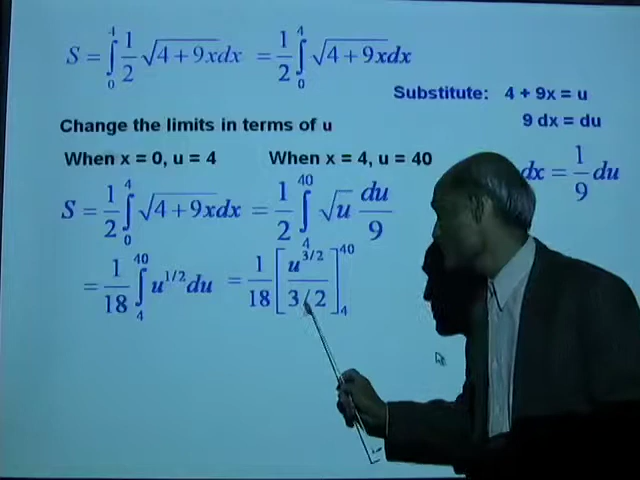 S = ∫₀⁴ 1/2 √(4 + 9x) dx = 1/2 ∫₀⁴ √(4 + 9x) dx
Substitute: 4 + 9x = u
9 dx = du
dx = 1/9 du
Change the limits in terms of u
When x = 0, u = 4 When x = 4, u = 40
S = 1/2 ∫₀⁴ √(4 + 9x) dx = 1/2 ∫₄⁴⁰ √u du/9
= 1/18 ∫₄⁴⁰ u^1/2 du = 1/18 [u^3/2 / 3/2]₄⁴⁰